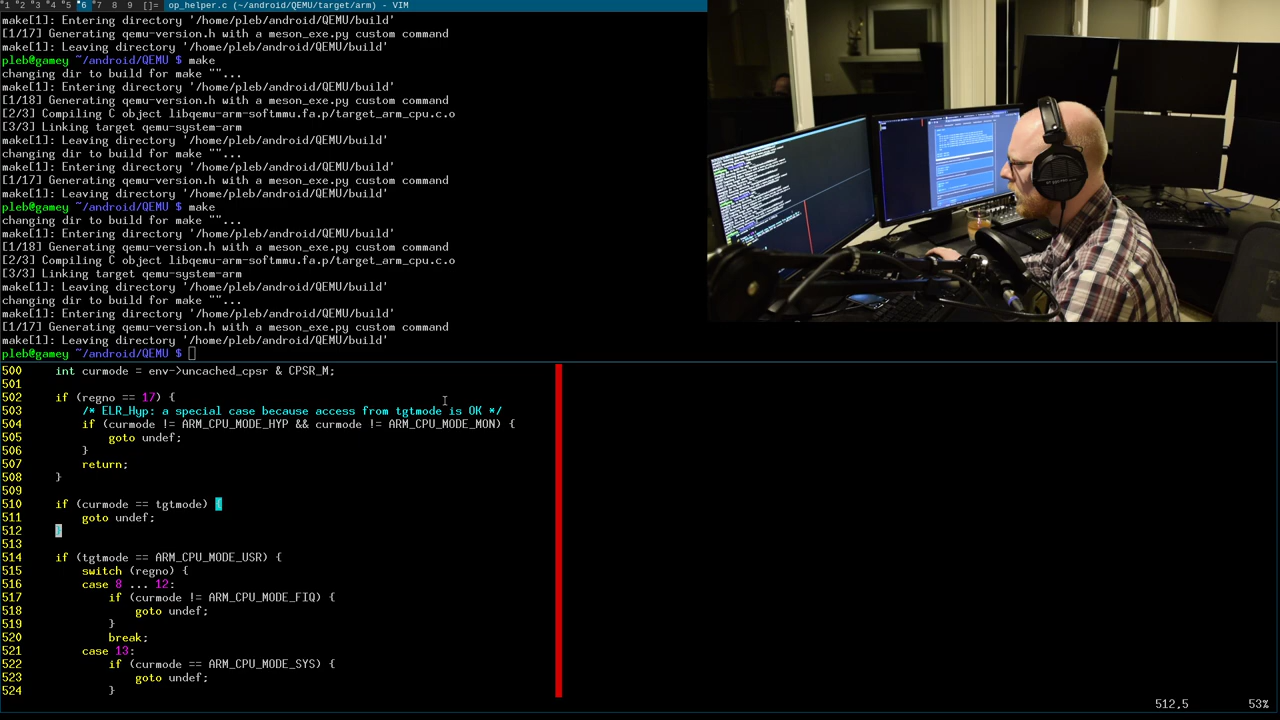 1 2 3 4 5 6 7 8 9 []= op_helper.c (~/android/QEMU/target/arm) - VIM
make[1]: Entering directory '/home/pleb/android/QEMU/build'
[1/17] Generating qemu-version.h with a meson_exe.py custom command
make[1]: Leaving directory '/home/pleb/android/QEMU/build'
pleb@gamey ~/android/QEMU $ make
changing dir to build for make ""...
make[1]: Entering directory '/home/pleb/android/QEMU/build'
[1/18] Generating qemu-version.h with a meson_exe.py custom command
[2/3] Compiling C object libqemu-arm-softmmu.fa.p/target_arm_cpu.c.o
[3/3] Linking target qemu-system-arm
make[1]: Leaving directory '/home/pleb/android/QEMU/build'
changing dir to build for make ""...
make[1]: Entering directory '/home/pleb/android/QEMU/build'
[1/17] Generating qemu-version.h with a meson_exe.py custom command
make[1]: Leaving directory '/home/pleb/android/QEMU/build'
pleb@gamey ~/android/QEMU $ make
changing dir to build for make ""...
make[1]: Entering directory '/home/pleb/android/QEMU/build'
[1/18] Generating qemu-version.h with a meson_exe.py custom command
[2/3] Compiling C object libqemu-arm-softmmu.fa.p/target_arm_cpu.c.o
[3/3] Linking target qemu-system-arm
make[1]: Leaving directory '/home/pleb/android/QEMU/build'
changing dir to build for make ""...
make[1]: Entering directory '/home/pleb/android/QEMU/build'
[1/17] Generating qemu-version.h with a meson_exe.py custom command
make[1]: Leaving directory '/home/pleb/android/QEMU/build'
pleb@gamey ~/android/QEMU $
500 int curmode = env->uncached_cpsr & CPSR_M;
501
502 if (regno == 17) {
503 /* ELR_Hyp: a special case because access from tgtmode is OK */
504 if (curmode != ARM_CPU_MODE_HYP && curmode != ARM_CPU_MODE_MON) {
505 goto undef;
506 }
507 return;
508 }
509
510 if (curmode == tgtmode) {
511 goto undef;
512 }
513
514 if (tgtmode == ARM_CPU_MODE_USR) {
515 switch (regno) {
516 case 8 ... 12:
517 if (curmode != ARM_CPU_MODE_FIQ) {
518 goto undef;
519 }
520 break;
521 case 13:
522 if (curmode == ARM_CPU_MODE_SYS) {
523 goto undef;
524 }
512,5 53%